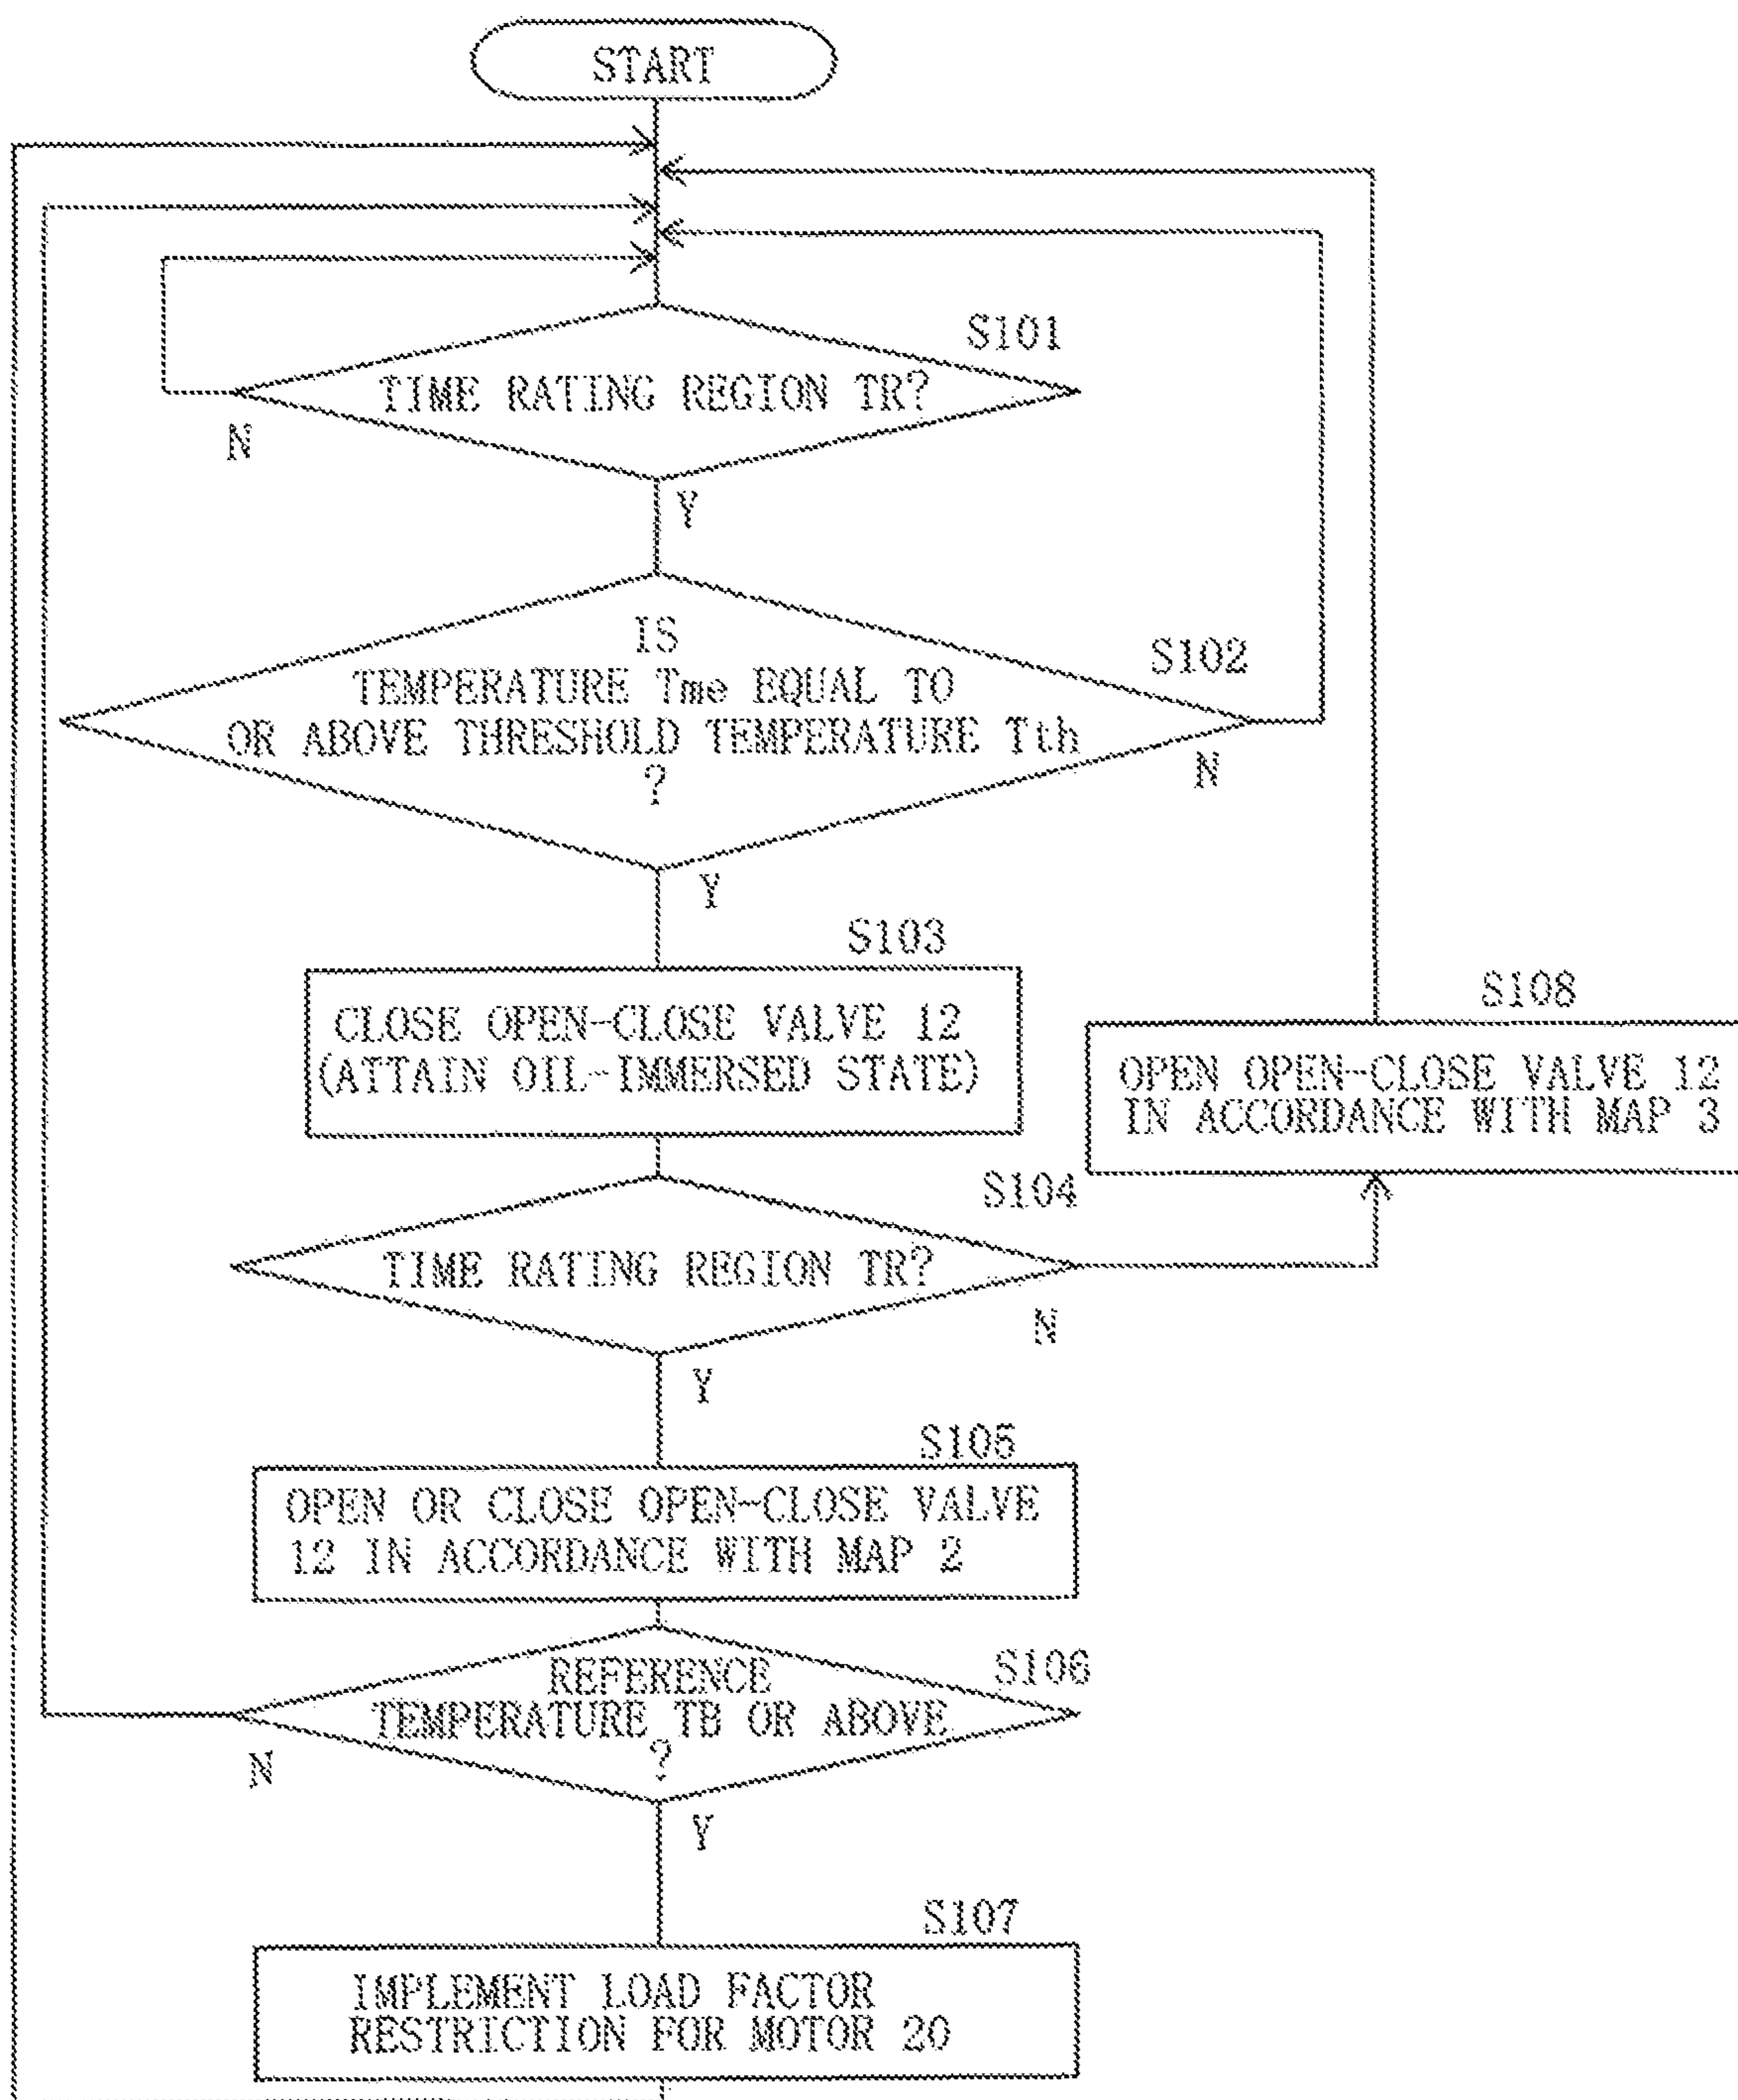 START
S101
TIME RATING REGION TR?
N
Y
IS
S102
TEMPERATURE Tme EQUAL TO
OR ABOVE THRESHOLD TEMPERATURE Tth
?
N
Y
S103
CLOSE OPEN-CLOSE VALVE 12
(ATTAIN OIL-IMMERSED STATE)
S108
OPEN OPEN-CLOSE VALVE 12
IN ACCORDANCE WITH MAP 3
S104
TIME RATING REGION TR?
N
Y
S105
OPEN OR CLOSE OPEN-CLOSE VALVE
12 IN ACCORDANCE WITH MAP 2
S106
REFERENCE
TEMPERATURE TB OR ABOVE
?
N
Y
S107
IMPLEMENT LOAD FACTOR
RESTRICTION FOR MOTOR 20